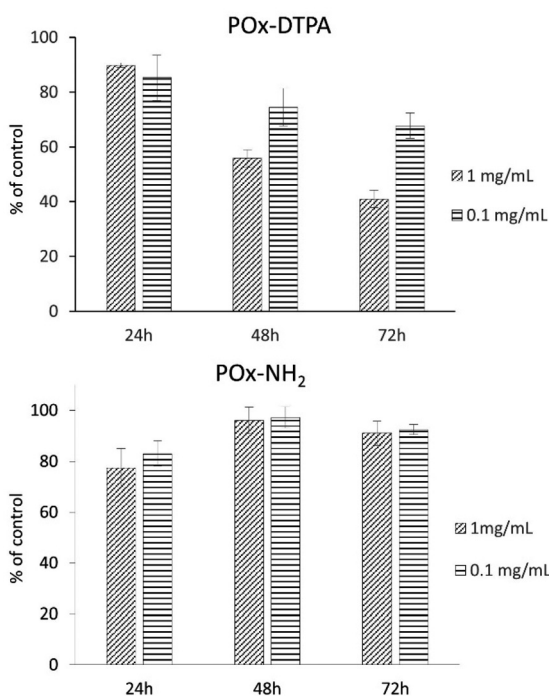 POx-DTPA
100
80
60
40
20
0
% of control
24h
48h
72h
1 mg/mL
0.1 mg/mL
POx-NH₂
100
80
60
40
20
0
% of control
24h
48h
72h
1mg/mL
0.1 mg/mL